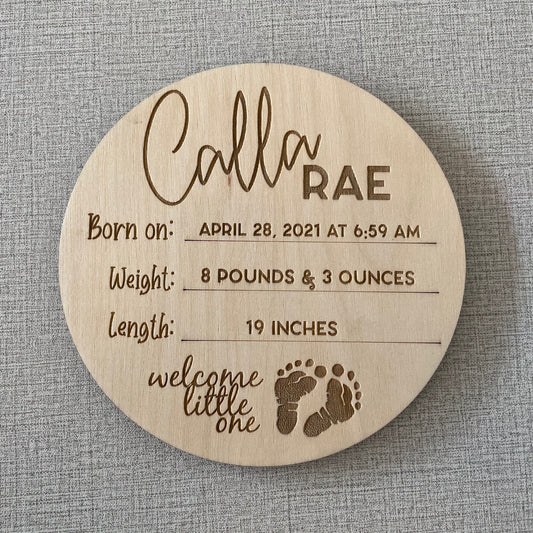 Calla
RAE
Born on: APRIL 28, 2021 AT 6:59 AM
Weight: 8 POUNDS & 3 OUNCES
Length: 19 INCHES
welcome
little
one